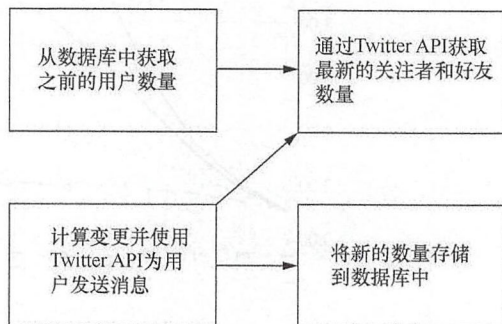 从数据库中获取
之前的用户数量
通过Twitter API获取
最新的关注者和好友
数量
计算变更并使用
Twitter API为用
户发送消息
将新的数量存储
到数据库中